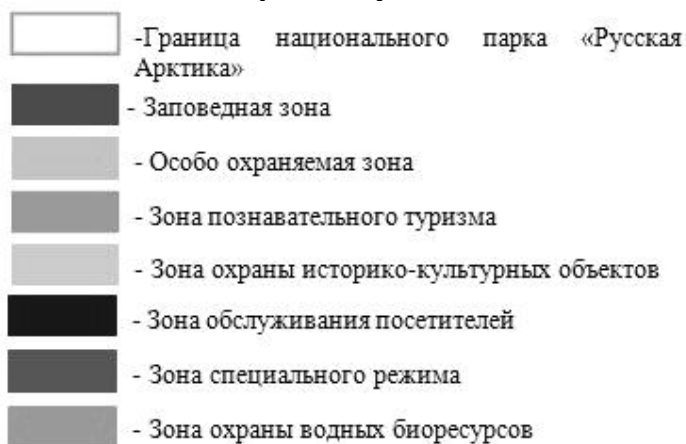 -Граница национального парка «Русская
Арктика»
- Заповедная зона
- Особо охраняемая зона
- Зона познавательного туризма
- Зона охраны историко-культурных объектов
- Зона обслуживания посетителей
- Зона специального режима
- Зона охраны водных биоресурсов